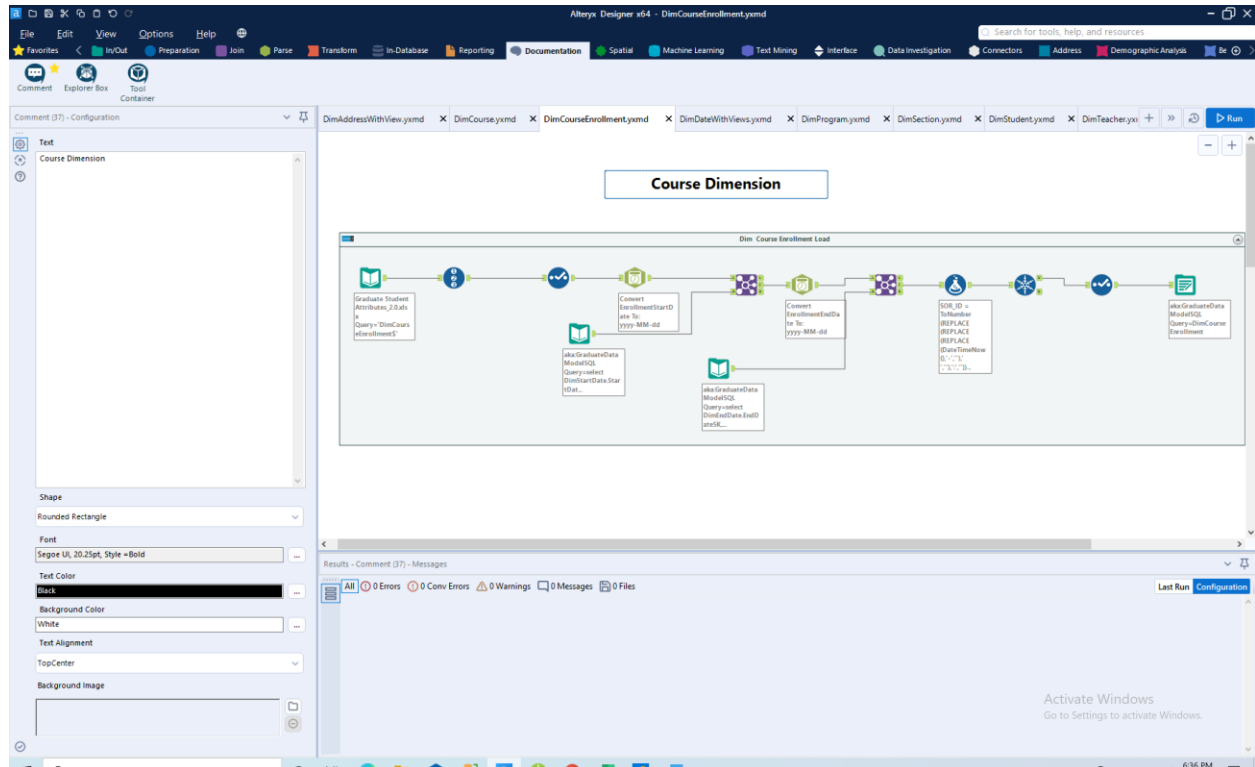 Alteryx Designer x64 - DimCourseEnrollment.yxmd
File Edit View Options Help
Search for tools, help, and resources
Favorites In/Out Preparation Join Parse Transform In-Database Reporting Documentation Spatial Machine Learning Text Mining Interface Data Investigation Connectors Address Demographic Analysis Be
Comment Explorer Box Tool
Container
Comment (37) - Configuration
DimAddressWithView.yxmd DimCourse.yxmd DimCourseEnrollment.yxmd DimDateWithViews.yxmd DimProgram.yxmd DimSection.yxmd DimStudent.yxmd DimTeacher.yxm
Run
Text
Course Dimension
Course Dimension
Dim Course Enrollment Load
Graduate Student
Attributes_2.0.xls
x
Query='DimCours
eEnrollment$'
Convert
EnrollmentStartD
ate To:
yyyy-MM-dd
aka:GraduateData
ModelSQL
Query=select
DimStartDate.Star
tDat...
Convert
EnrollmentEndDa
te To:
yyyy-MM-dd
aka:GraduateData
ModelSQL
Query=select
DimEndDate.EndD
ateSK,...
SOR_ID =
ToNumber
(REPLACE
(REPLACE
(REPLACE
(DateTimeNow
aka:GraduateData
ModelSQL
Query=DimCourse
Enrollment
Shape
Rounded Rectangle
Font
Segoe UI, 20.25pt, Style =Bold
Text Color
Black
Background Color
White
Text Alignment
TopCenter
Background Image
Results - Comment (37) - Messages
All 0 Errors 0 Conv Errors 0 Warnings 0 Messages 0 Files
Last Run Configuration
Activate Windows
Go to Settings to activate Windows.
6:36 PM